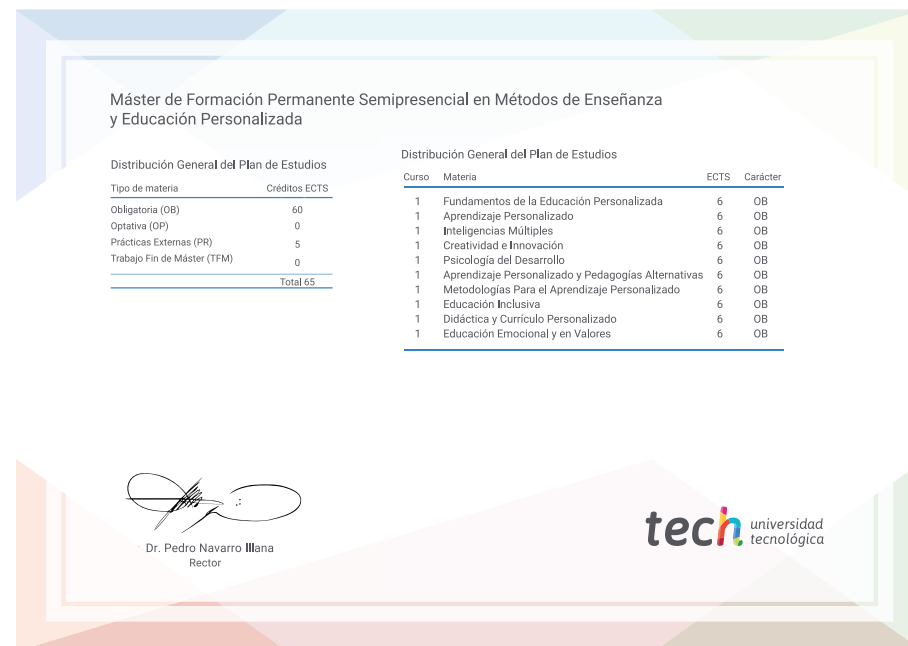 Máster de Formación Permanente Semipresencial en Métodos de Enseñanza
y Educación Personalizada
Distribución General del Plan de Estudios
Tipo de materia Créditos ECTS
Obligatoria (OB) 60
Optativa (OP) 0
Prácticas Externas (PR) 5
Trabajo Fin de Máster (TFM) 0
Total 65
Distribución General del Plan de Estudios
Curso Materia ECTS Carácter
1 Fundamentos de la Educación Personalizada 6 OB
1 Aprendizaje Personalizado 6 OB
1 Inteligencias Múltiples 6 OB
1 Creatividad e Innovación 6 OB
1 Psicología del Desarrollo 6 OB
1 Aprendizaje Personalizado y Pedagogías Alternativas 6 OB
1 Metodologías Para el Aprendizaje Personalizado 6 OB
1 Educación Inclusiva 6 OB
1 Didáctica y Currículo Personalizado 6 OB
1 Educación Emocional y en Valores 6 OB
Dr. Pedro Navarro Illana
Rector
tech universidad
tecnológica